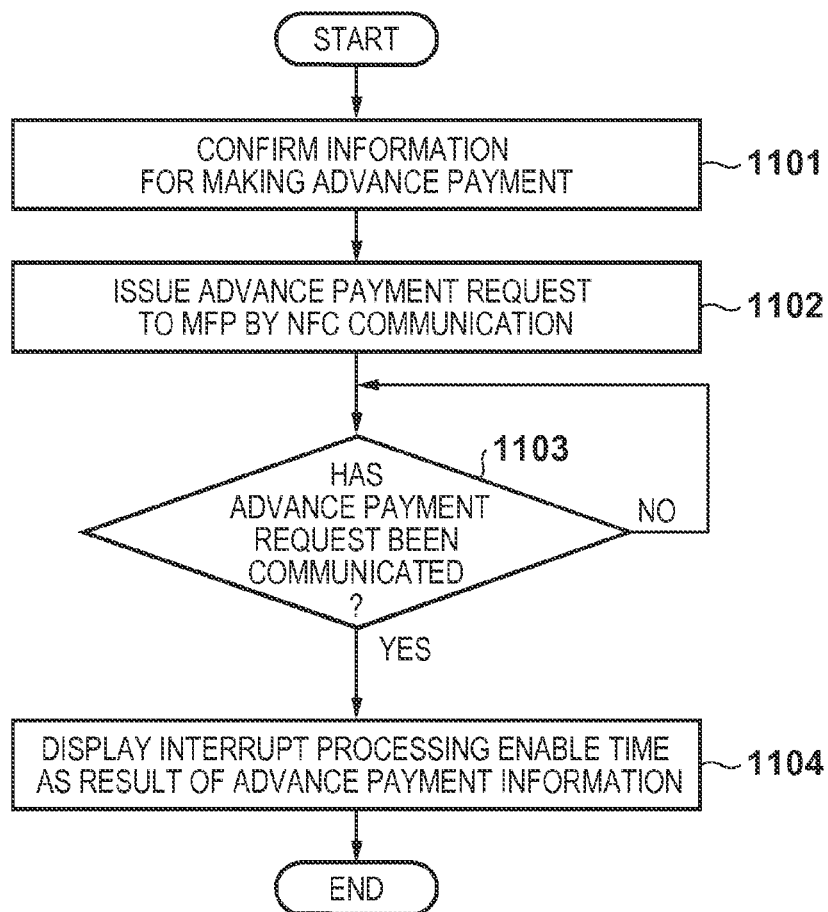 START
CONFIRM INFORMATION
FOR MAKING ADVANCE PAYMENT
1101
ISSUE ADVANCE PAYMENT REQUEST
TO MFP BY NFC COMMUNICATION
1102
1103
HAS
ADVANCE PAYMENT
REQUEST BEEN
COMMUNICATED
?
NO
YES
DISPLAY INTERRUPT PROCESSING ENABLE TIME
AS RESULT OF ADVANCE PAYMENT INFORMATION
1104
END